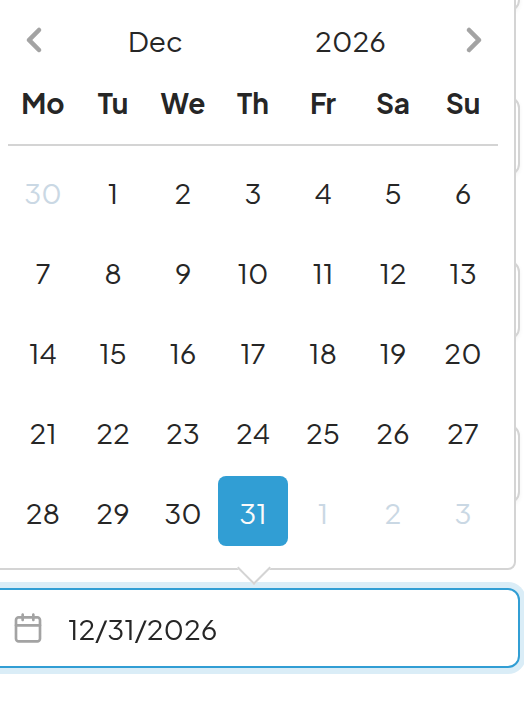 Dec 2026
Mo Tu We Th Fr Sa Su
30 1 2 3 4 5 6
7 8 9 10 11 12 13
14 15 16 17 18 19 20
21 22 23 24 25 26 27
28 29 30 31 1 2 3
12/31/2026